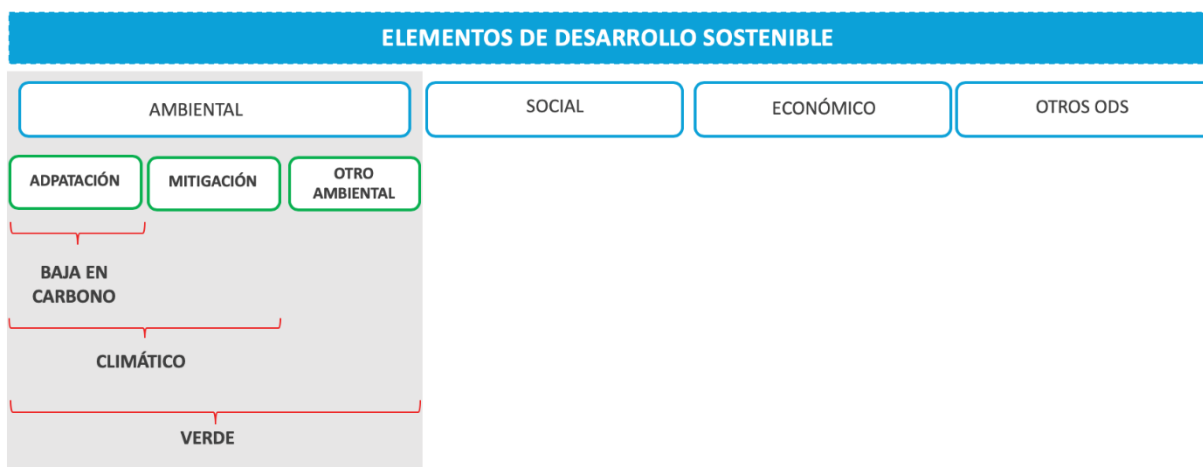 ELEMENTOS DE DESARROLLO SOSTENIBLE
AMBIENTAL
SOCIAL
ECONÓMICO
OTROS ODS
ADPATACIÓN
MITIGACIÓN
OTRO
AMBIENTAL
BAJA EN
CARBONO
CLIMÁTICO
VERDE